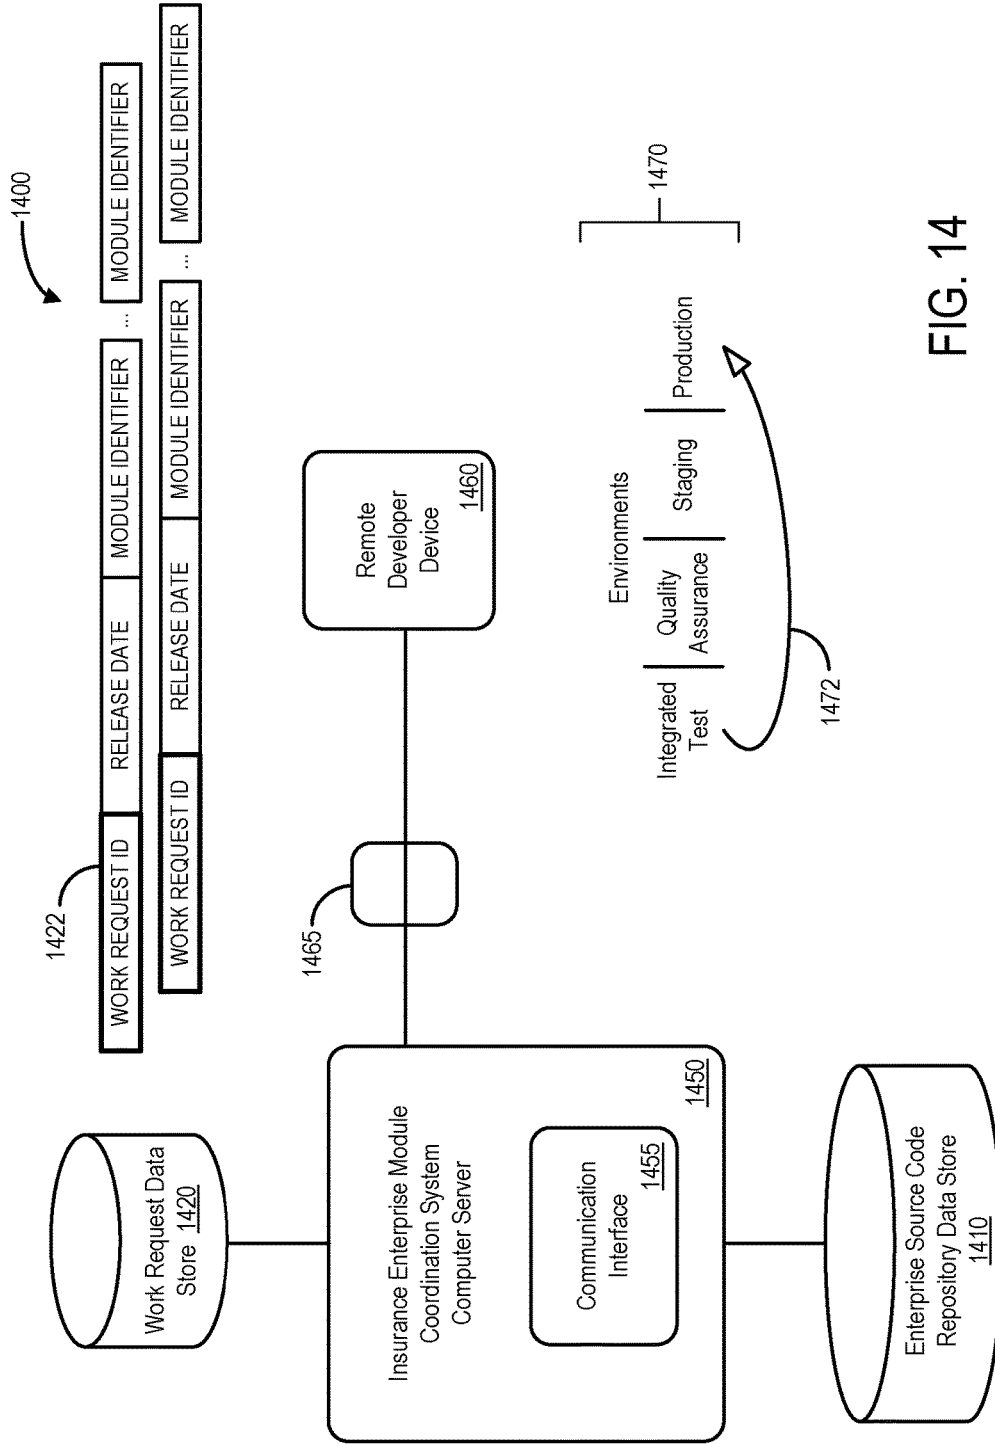 1400
1422
WORK REQUEST ID RELEASE DATE MODULE IDENTIFIER ... MODULE IDENTIFIER
WORK REQUEST ID RELEASE DATE MODULE IDENTIFIER ... MODULE IDENTIFIER
Work Request Data
Store 1420
1465
Insurance Enterprise Module
Coordination System
Computer Server
Communication
Interface
1455
1450
Remote
Developer
Device
1460
Enterprise Source Code
Repository Data Store
1410
Environments
Integrated
Test
Quality
Assurance
Staging
Production
1470
1472
FIG. 14